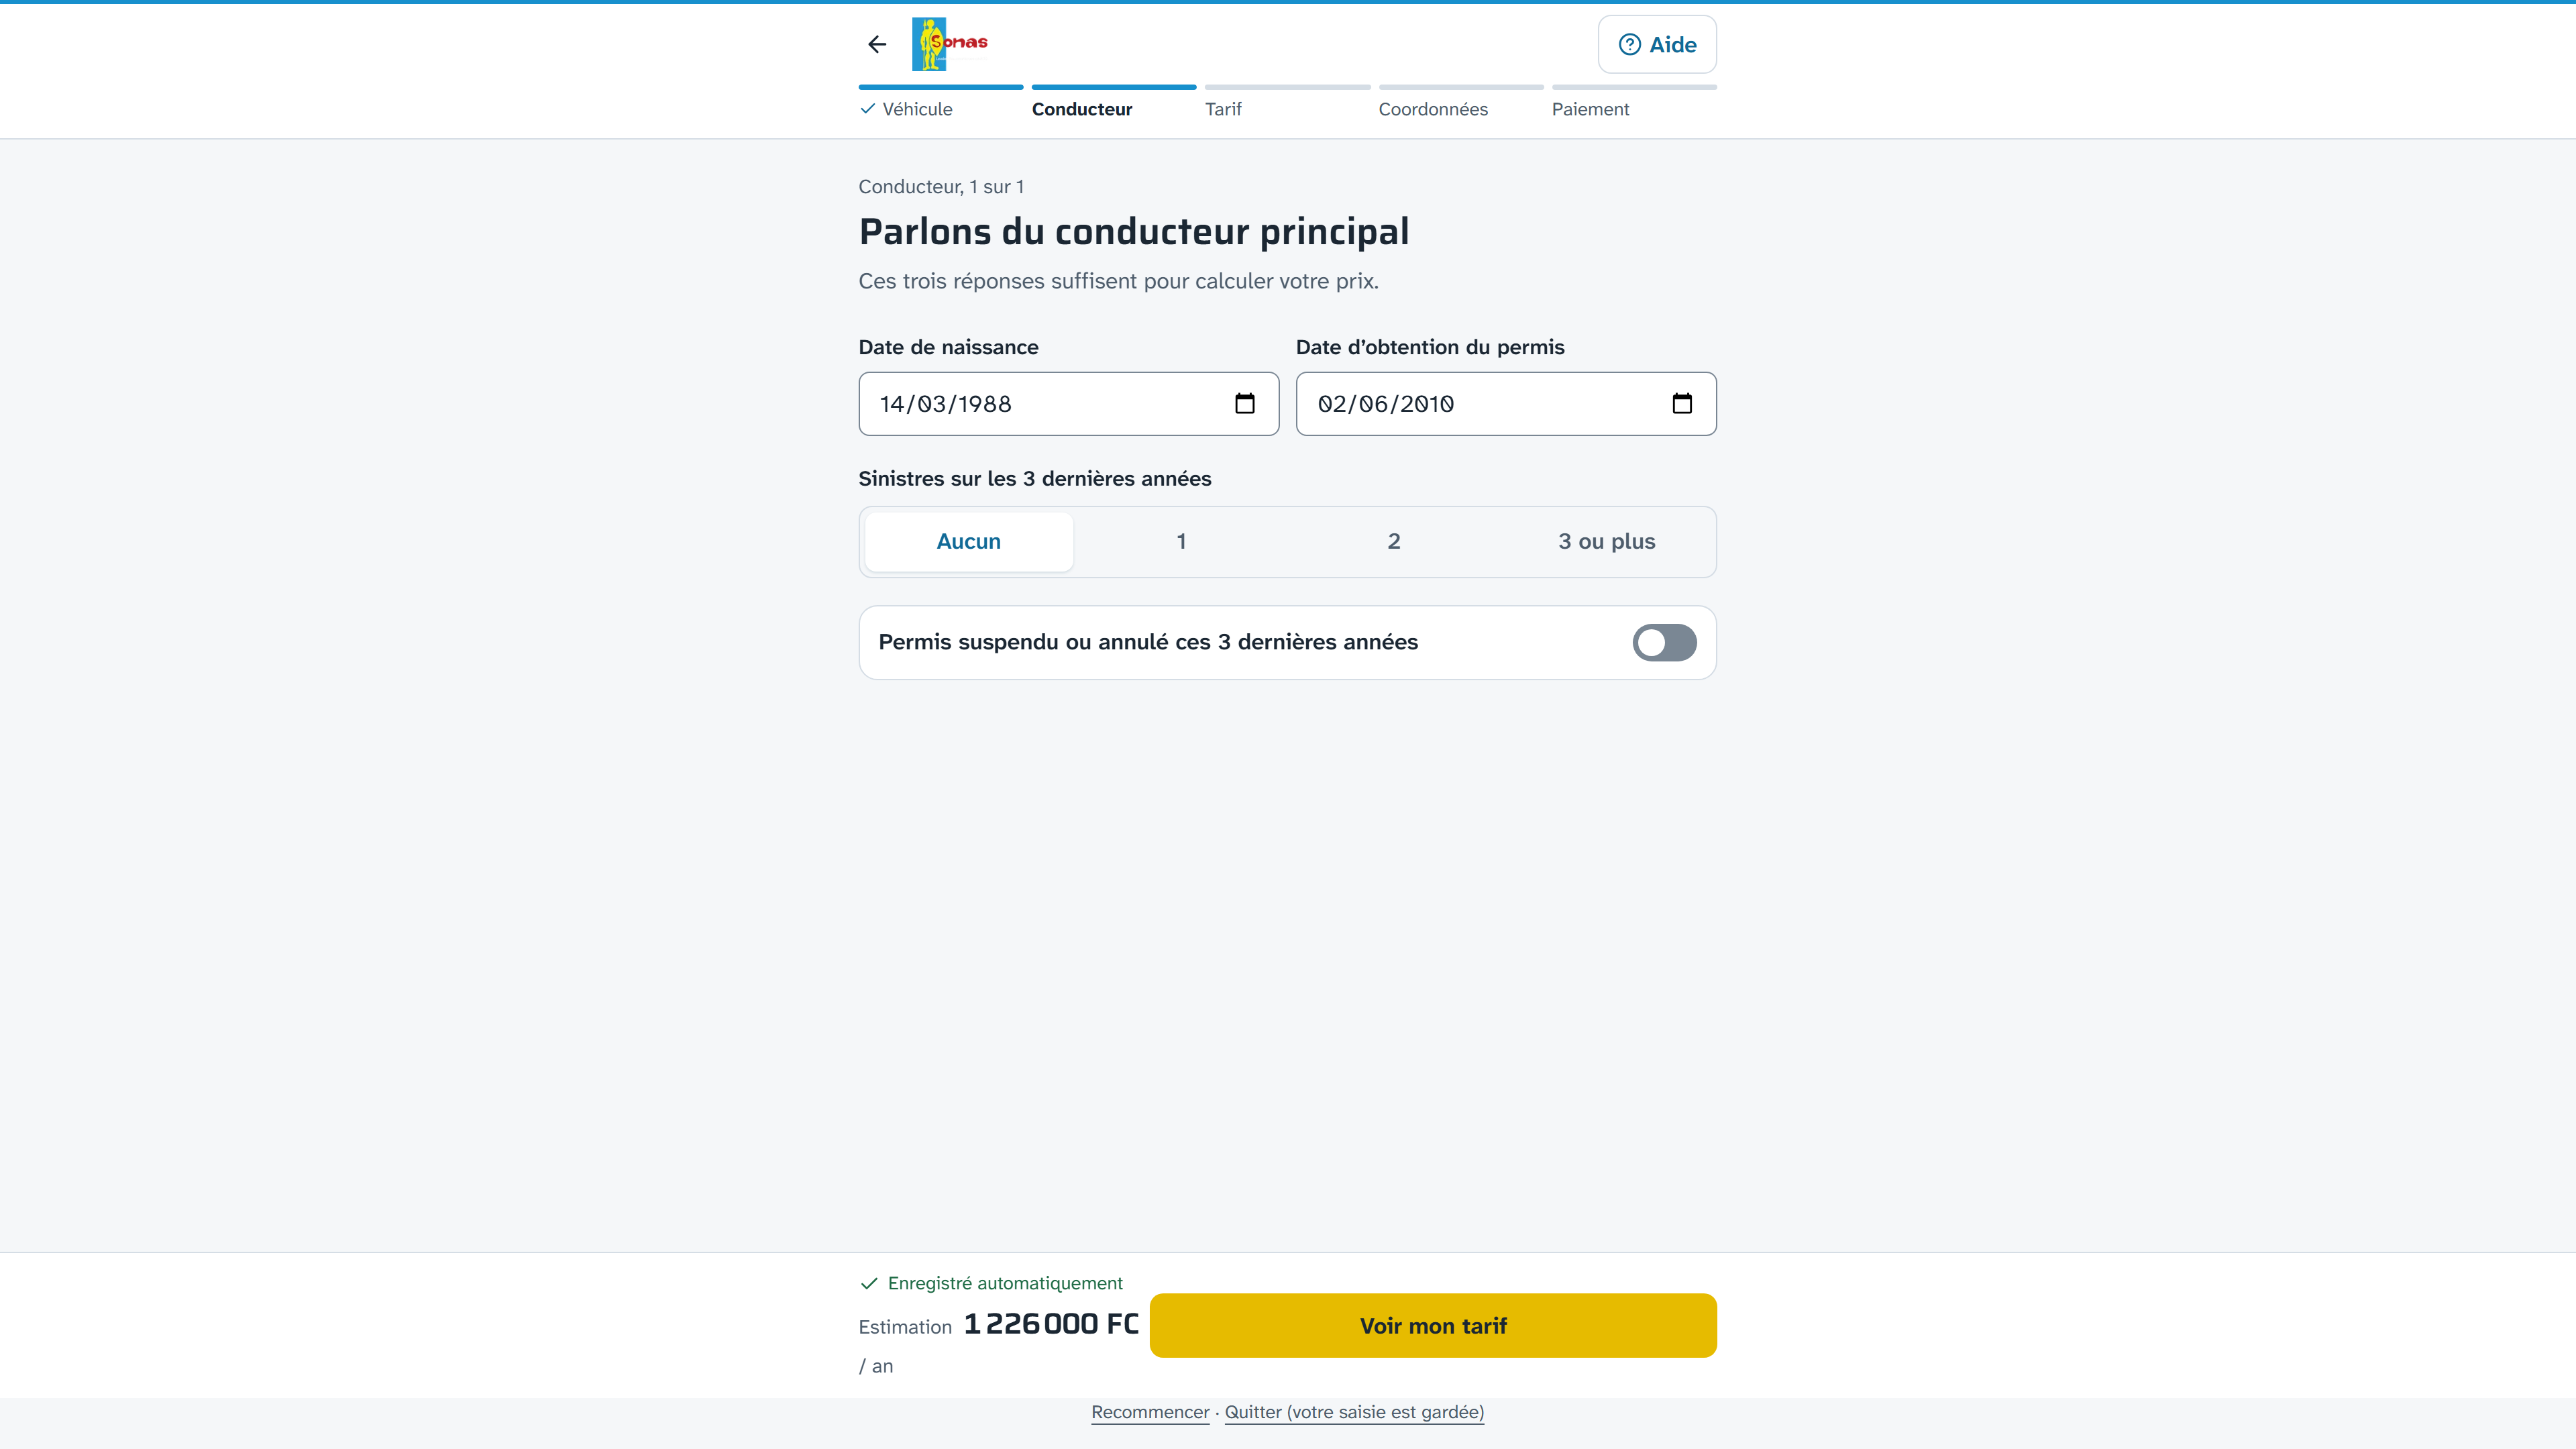 Sonas
Aide
Véhicule
Conducteur
Tarif
Coordonnées
Paiement
Conducteur, 1 sur 1
Parlons du conducteur principal
Ces trois réponses suffisent pour calculer votre prix.
Date de naissance
Date d’obtention du permis
14/03/1988
02/06/2010
Sinistres sur les 3 dernières années
Aucun
1
2
3 ou plus
Permis suspendu ou annulé ces 3 dernières années
Enregistré automatiquement
Estimation 1 226 000 FC
/ an
Voir mon tarif
Recommencer · Quitter (votre saisie est gardée)